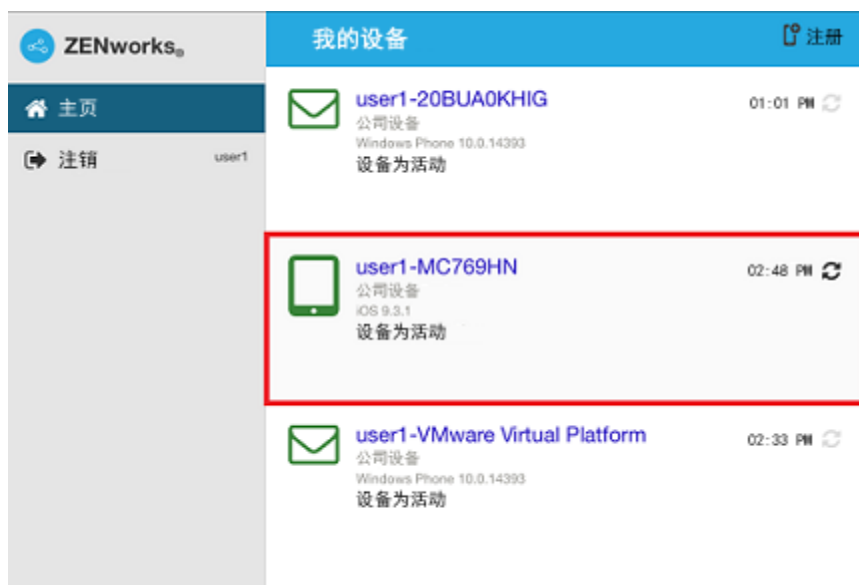 ZENworks®
我的设备
注册
主页
注销
user1
user1-20BUA0KHIG
01:01 PM
公司设备
Windows Phone 10.0.14393
设备为活动
user1-MC769HN
02:48 PM
公司设备
iOS 9.3.1
设备为活动
user1-VMware Virtual Platform
02:33 PM
公司设备
Windows Phone 10.0.14393
设备为活动